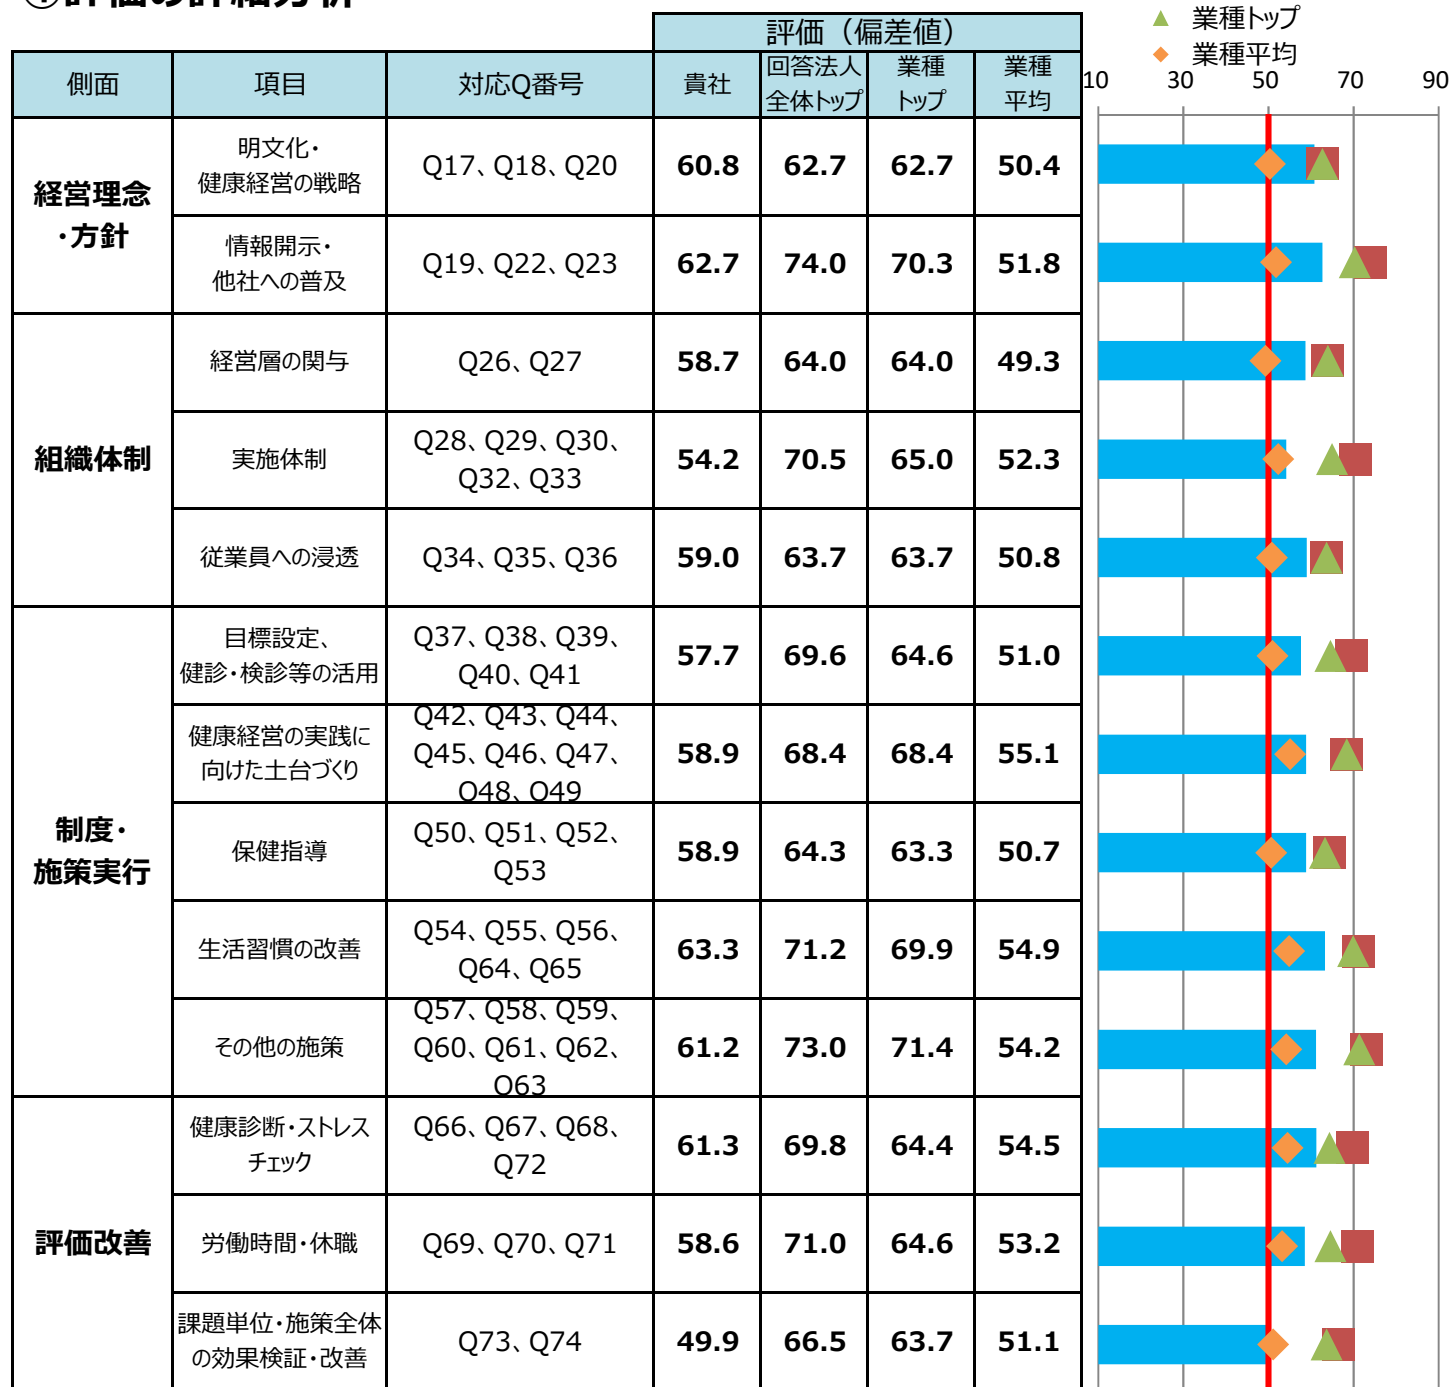 ①評価の詳細分析
評価（偏差値）
側面 項目 対応Q番号 貴社 回答法人 業種 業種
全体トップ トップ 平均
業種トップ
業種平均
10 30 50 70 90
経営理念
・方針
明文化・
健康経営の戦略
Q17、Q18、Q20
60.8 62.7 62.7 50.4
情報開示・
他社への普及
Q19、Q22、Q23
62.7 74.0 70.3 51.8
組織体制
経営層の関与
Q26、Q27
58.7 64.0 64.0 49.3
実施体制
Q28、Q29、Q30、
Q32、Q33
54.2 70.5 65.0 52.3
従業員への浸透
Q34、Q35、Q36
59.0 63.7 63.7 50.8
制度・
施策実行
目標設定、
健診・検診等の活用
Q37、Q38、Q39、
Q40、Q41
57.7 69.6 64.6 51.0
健康経営の実践に
向けた土台づくり
Q42、Q43、Q44、
Q45、Q46、Q47、
Q48、Q49
58.9 68.4 68.4 55.1
保健指導
Q50、Q51、Q52、
Q53
58.9 64.3 63.3 50.7
生活習慣の改善
Q54、Q55、Q56、
Q64、Q65
63.3 71.2 69.9 54.9
その他の施策
Q57、Q58、Q59、
Q60、Q61、Q62、
Q63
61.2 73.0 71.4 54.2
評価改善
健康診断・ストレス
チェック
Q66、Q67、Q68、
Q72
61.3 69.8 64.4 54.5
労働時間・休職
Q69、Q70、Q71
58.6 71.0 64.6 53.2
課題単位・施策全体
の効果検証・改善
Q73、Q74
49.9 66.5 63.7 51.1